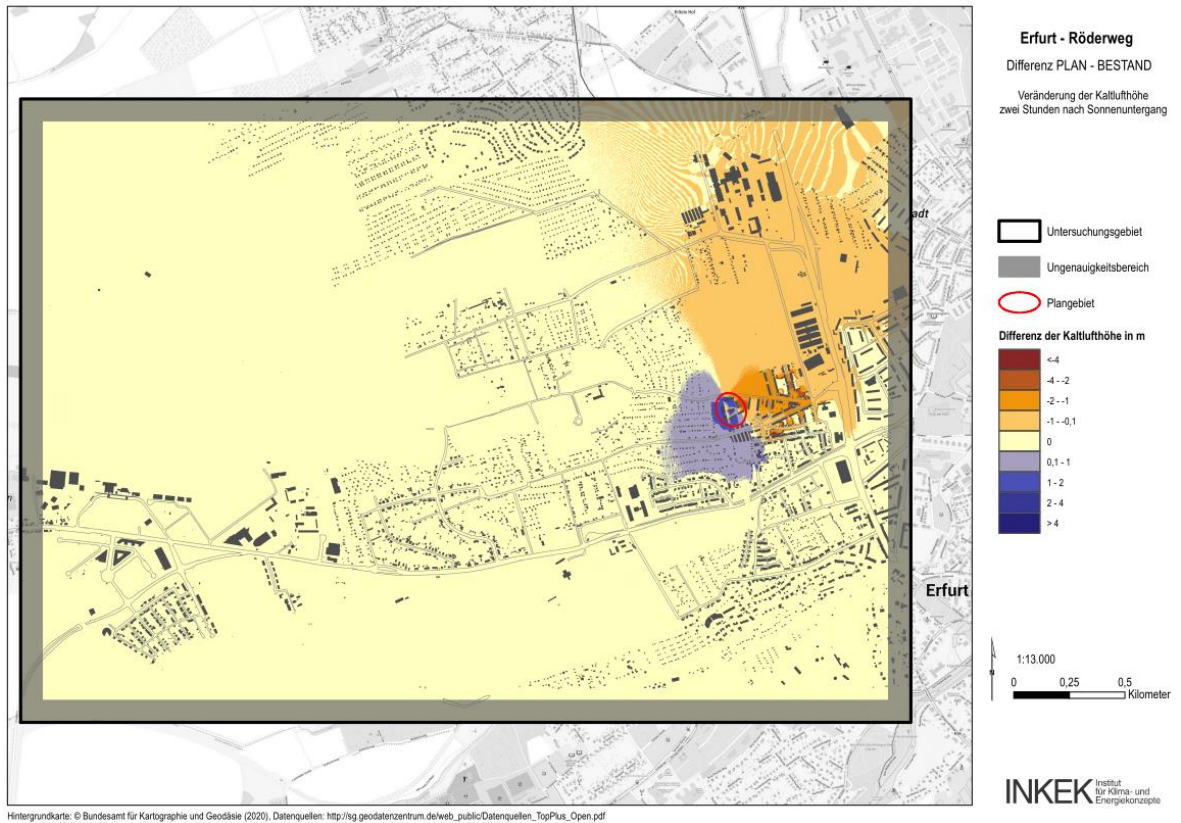 Erfurt - Röderweg
Differenz PLAN - BESTAND
Veränderung der Kaltlufthöhe
zwei Stunden nach Sonnenuntergang
adt
Untersuchungsgebiet
Ungenauigkeitsbereich
Plangebiet
Differenz der Kaltlufthöhe in m
<-4
-4 - -2
-2 - -1
-1 - -0,1
0
0,1 - 1
1 - 2
2 - 4
> 4
Erfurt
N
1:13.000
0 0,25 0,5
Kilometer
INKEK Institut
für Klima- und
Energiekonzepte
Hintergrundkarte: © Bundesamt für Kartographie und Geodäsie (2020), Datenquellen: http://sg.geodatenzentrum.de/web_public/Datenquellen_TopPlus_Open.pdf